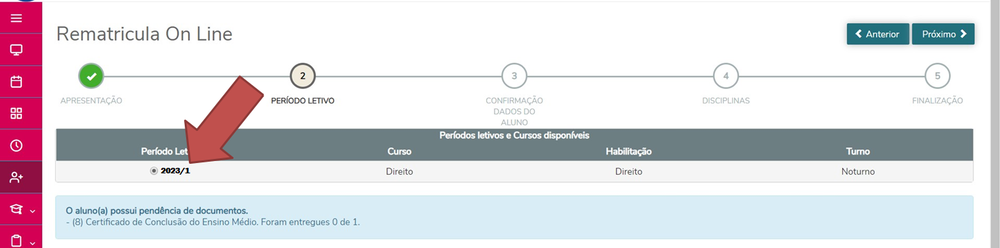 Rematricula On Line
Anterior
Próximo
2
3
4
5
APRESENTAÇÃO
PERÍODO LETIVO
CONFIRMAÇÃO
DADOS DO
ALUNO
DISCIPLINAS
FINALIZAÇÃO
Períodos letivos e Cursos disponíveis
Período Let
Curso
Habilitação
Turno
2023/1
Direito
Direito
Noturno
O aluno(a) possui pendência de documentos.
- (8) Certificado de Conclusão do Ensino Médio. Foram entregues 0 de 1.